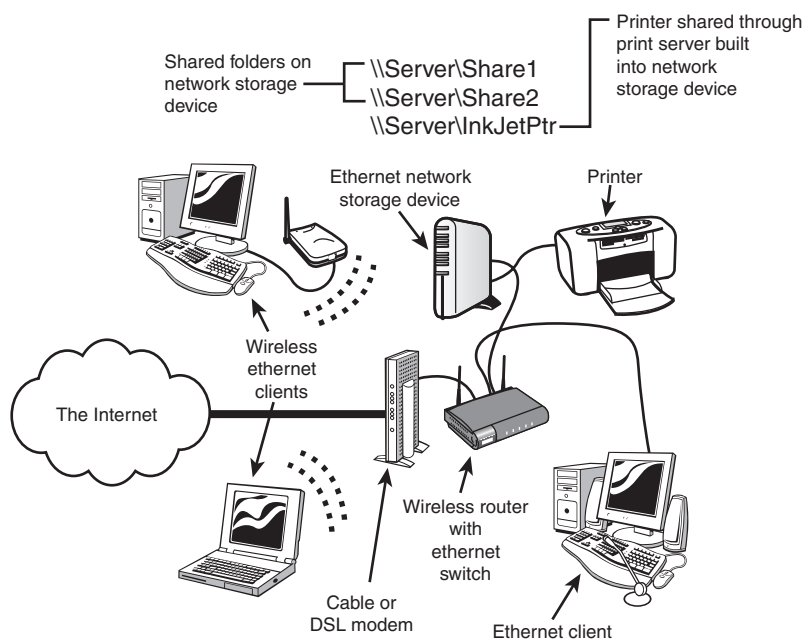 Shared folders on
network storage
device
\\Server\Share1
\\Server\Share2
\\Server\InkJetPtr
Printer shared through
print server built
into network
storage device
Ethernet network
storage device
Printer
Wireless
ethernet
clients
The Internet
Wireless router
with
ethernet
switch
Cable or
DSL modem
Ethernet client